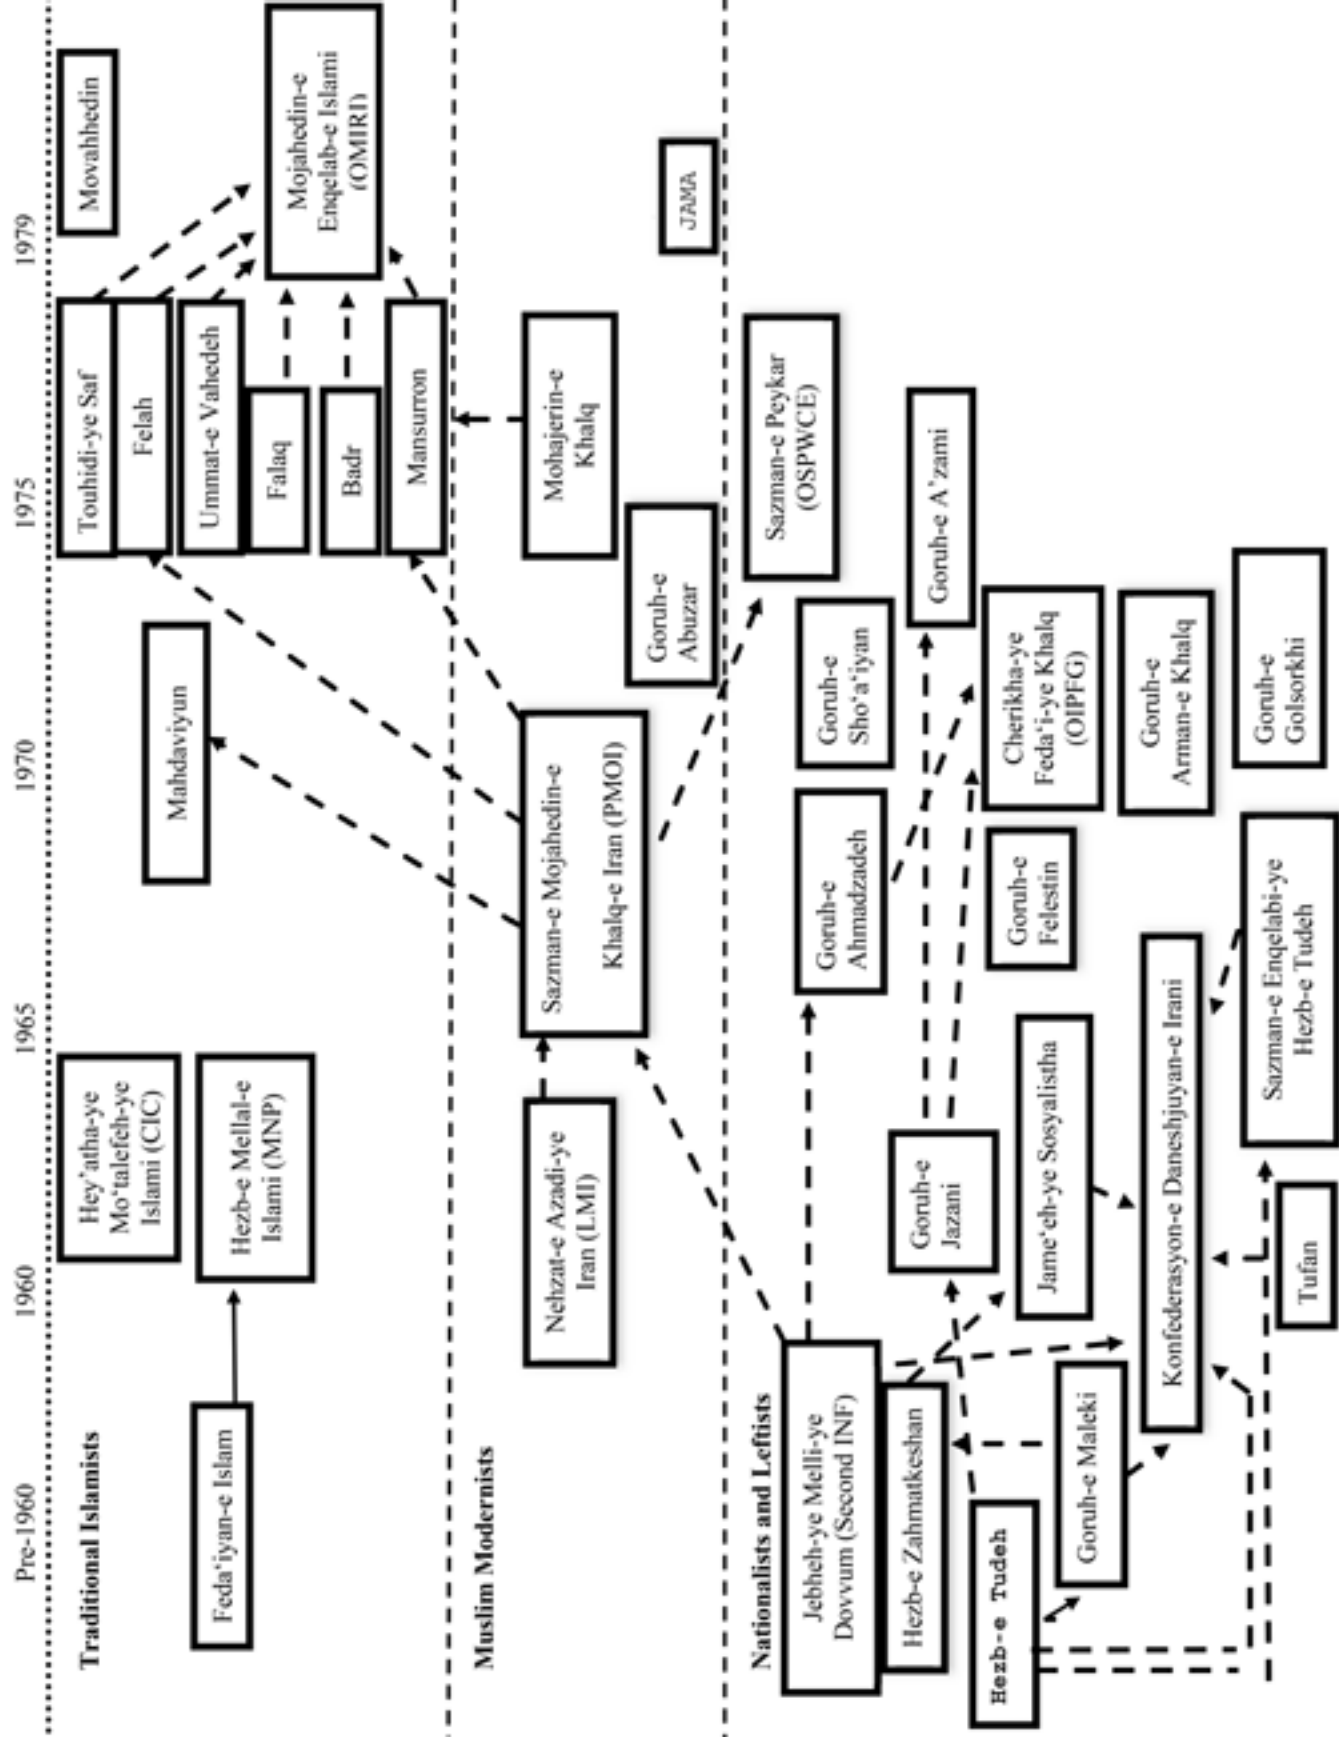 Pre-1960
1960
1965
1970
1975
1979
Traditional Islamists
Feda‘iyan-e Islam
Hey’atha-ye
Mo‘talefeh-ye
Islami (CIC)
Hezb-e Mellal-e
Islami (MNP)
Mahdaviyun
Touhidi-ye Saf
Felah
Ummat-e Vahedeh
Falaq
Badr
Mansurron
Movahhedin
Mojahedin-e
Enqelab-e Islami
(OMIRI)
Muslim Modernists
Nehzat-e Azadi-ye
Iran (LMI)
Sazman-e Mojahedin-e
Khalq-e Iran (PMOI)
Mohajerin-e
Khalq
Goruh-e
Abuzar
JAMA
Nationalists and Leftists
Jebheh-ye Melli-ye
Dovvum (Second INF)
Hezb-e Zahmatkeshan
Hezb-e Tudeh
Goruh-e Maleki
Goruh-e
Jazani
Jame‘eh-ye Sosyalistha
Konfederasyon-e Daneshjuyan-e Irani
Tufan
Sazman-e Enqelabi-ye
Hezb-e Tudeh
Goruh-e
Ahmadzadeh
Goruh-e
Felestin
Goruh-e
Sho‘a‘iyan
Cherikha-ye
Feda‘i-ye Khalq
(OIPFG)
Goruh-e
Arman-e Khalq
Goruh-e
Golsorkhi
Sazman-e Peykar
(OSPWCE)
Goruh-e A‘zami